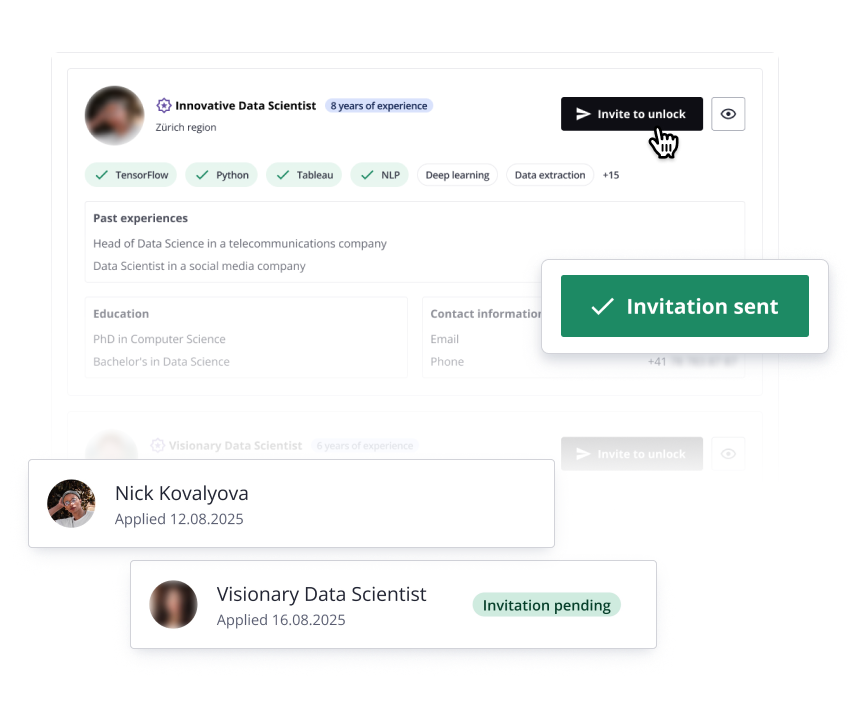 Innovative Data Scientist 8 years of experience
Zürich region
Invite to unlock
TensorFlow Python Tableau NLP Deep learning Data extraction +15
Past experiences
Head of Data Science in a telecommunications company
Data Scientist in a social media company
Invitation sent
Education
PhD in Computer Science
Bachelor's in Data Science
Contact information
Email
Phone +41
Visionary Data Scientist 6 years of experience
Invite to unlock
Nick Kovalyova
Applied 12.08.2025
Visionary Data Scientist
Applied 16.08.2025
Invitation pending